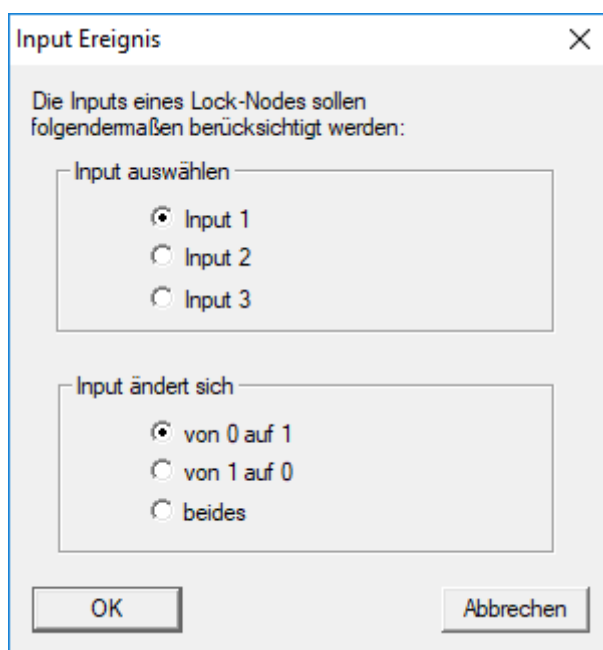 Input Ereignis
Die Inputs eines Lock-Nodes sollen
folgendermaßen berücksichtigt werden:
Input auswählen
Input 1
Input 2
Input 3
Input ändert sich
von 0 auf 1
von 1 auf 0
beides
OK
Abbrechen